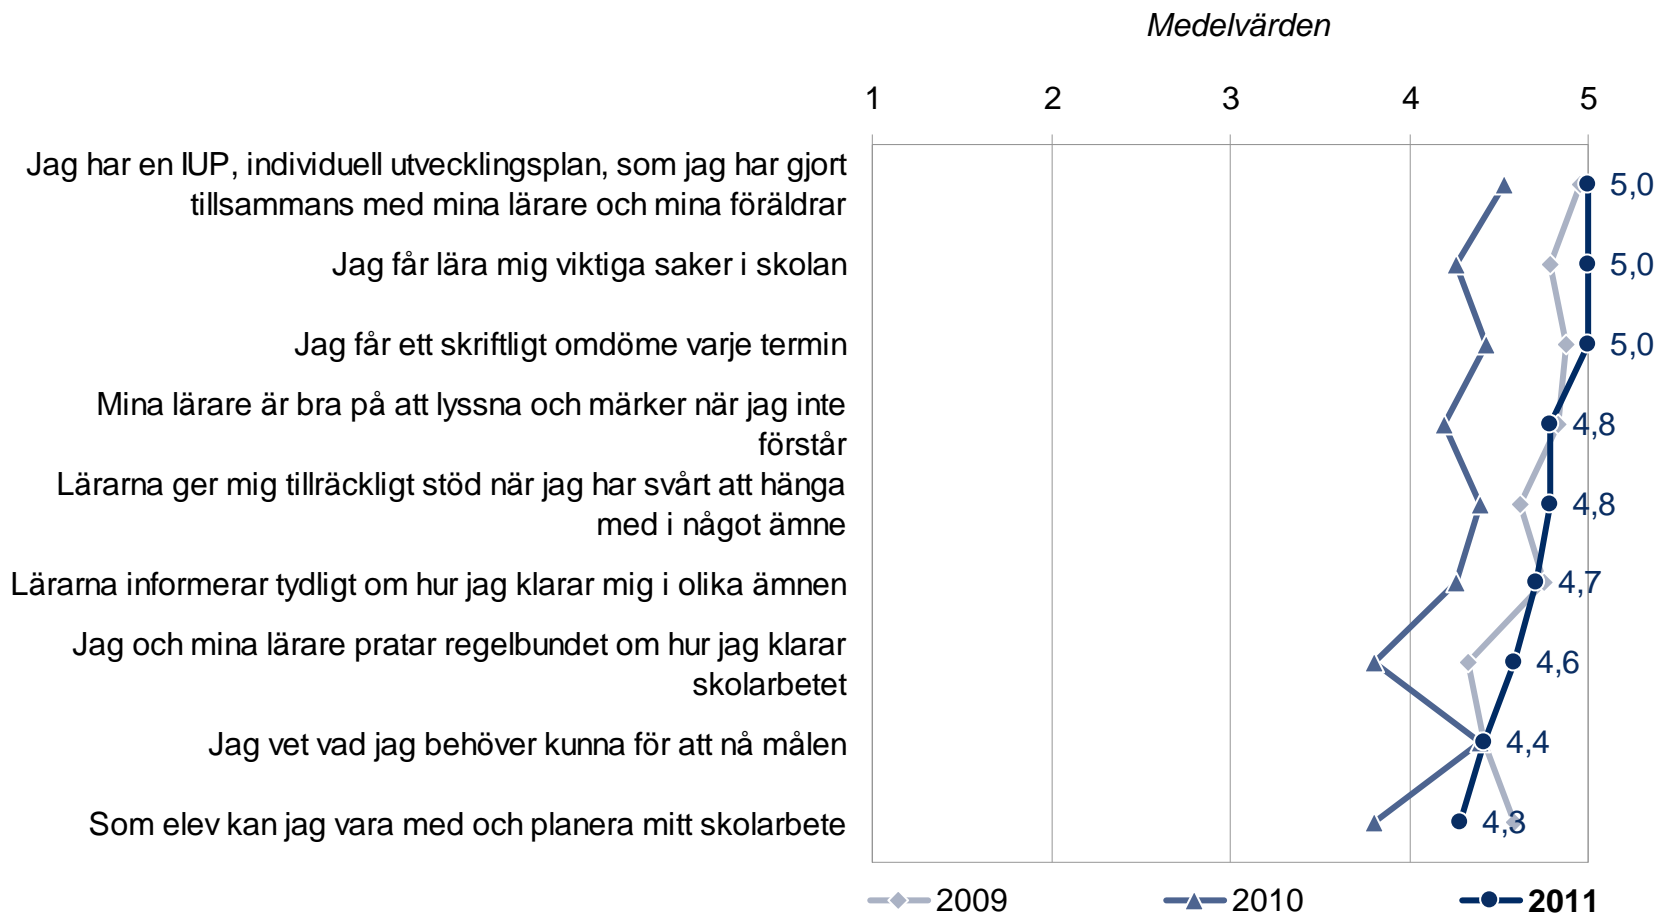 Medelvärden
1 2 3 4 5
Jag har en IUP, individuell utvecklingsplan, som jag har gjort
tillsammans med mina lärare och mina föräldrar
5,0
Jag får lära mig viktiga saker i skolan
5,0
Jag får ett skriftligt omdöme varje termin
5,0
Mina lärare är bra på att lyssna och märker när jag inte
förstår
4,8
Lärarna ger mig tillräckligt stöd när jag har svårt att hänga
med i något ämne
4,8
Lärarna informerar tydligt om hur jag klarar mig i olika ämnen
4,7
Jag och mina lärare pratar regelbundet om hur jag klarar
skolarbetet
4,6
Jag vet vad jag behöver kunna för att nå målen
4,4
Som elev kan jag vara med och planera mitt skolarbete
4,3
2009 2010 2011